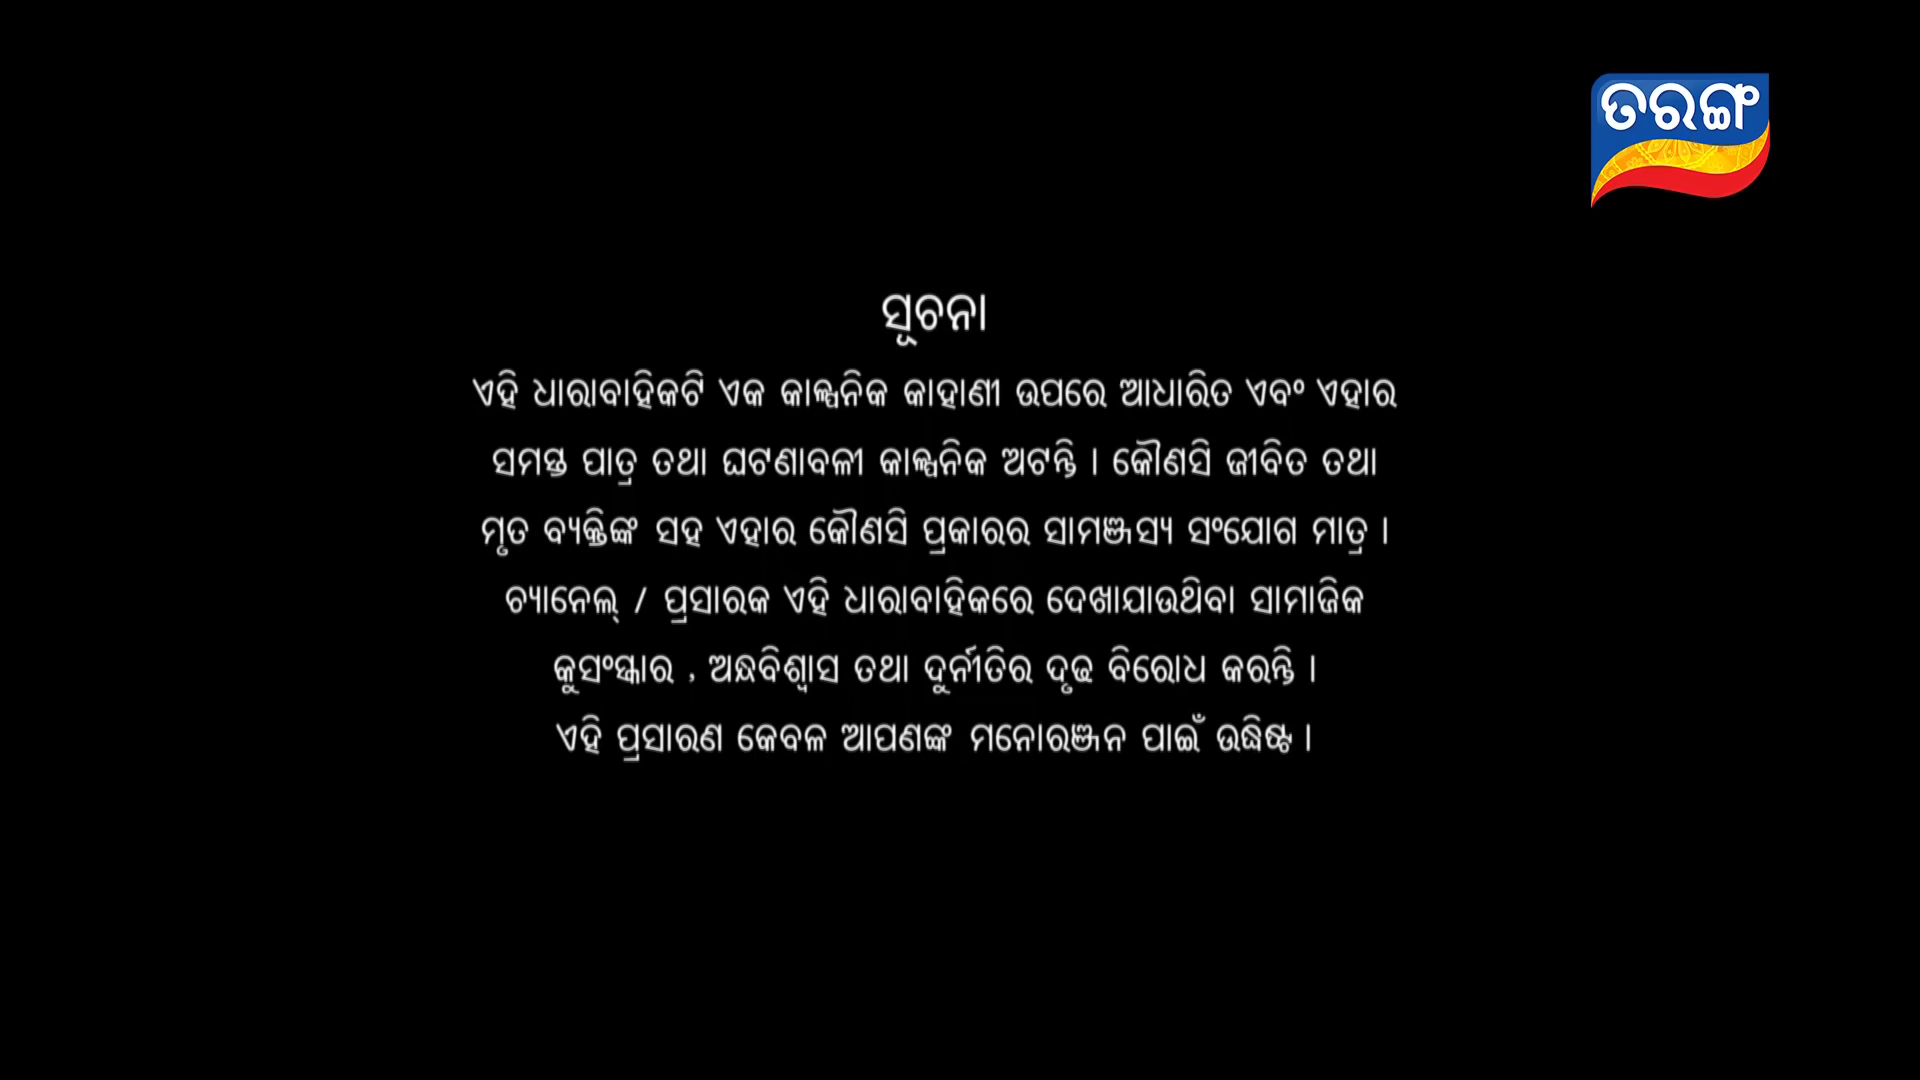 ତରଙ୍ଗ
ସୂଚନା
ଏହି ଧାରାବାହିକଟି ଏକ କାଳ୍ପନିକ କାହାଣୀ ଉପରେ ଆଧାରିତ ଏବଂ ଏହାର
ସମସ୍ତ ପାତ୍ର ତଥା ଘଟଣାବଳୀ କାଳ୍ପନିକ ଅଟନ୍ତି । କୌଣସି ଜୀବିତ ତଥା
ମୃତ ବ୍ୟକ୍ତିଙ୍କ ସହ ଏହାର କୌଣସି ପ୍ରକାରର ସାମଞ୍ଜସ୍ୟ ସଂଯୋଗ ମାତ୍ର ।
ଚ୍ୟାନେଲ୍ / ପ୍ରସାରକ ଏହି ଧାରାବାହିକରେ ଦେଖାଯାଉଥିବା ସାମାଜିକ
କୁସଂସ୍କାର , ଅନ୍ଧବିଶ୍ୱାସ ତଥା ଦୁର୍ନୀତିର ଦୃଢ ବିରୋଧ କରନ୍ତି ।
ଏହି ପ୍ରସାରଣ କେବଳ ଆପଣଙ୍କ ମନୋରଞ୍ଜନ ପାଇଁ ଉଦ୍ଧିଷ୍ଟ ।